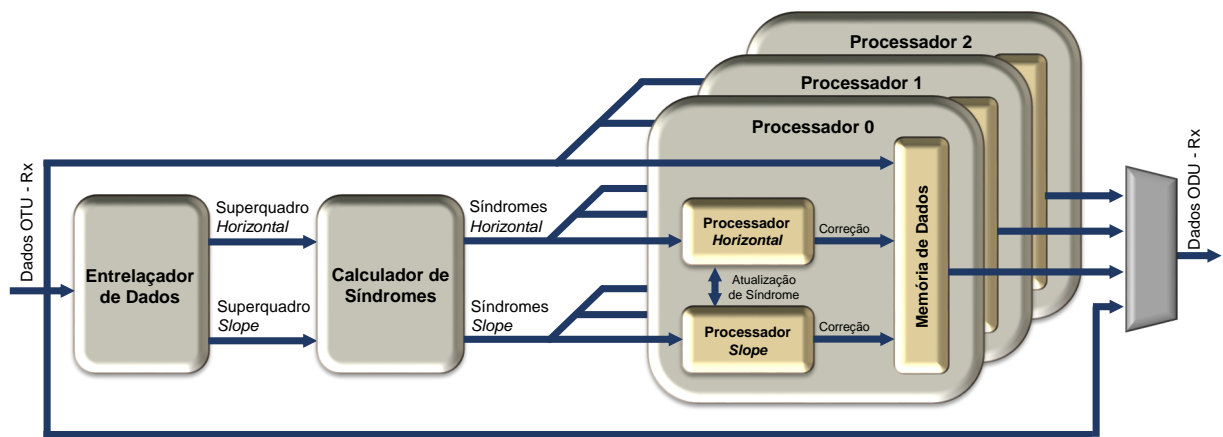 Processador 2
Processador 1
Processador 0
Dados OTU - Rx
Entrelaçador
de Dados
Superquadro
Horizontal
Superquadro
Slope
Calculador de
Síndromes
Síndromes
Horizontal
Síndromes
Slope
Processador
Horizontal
Correção
Atualização
de Síndrome
Processador
Slope
Correção
Memória de Dados
Dados ODU - Rx